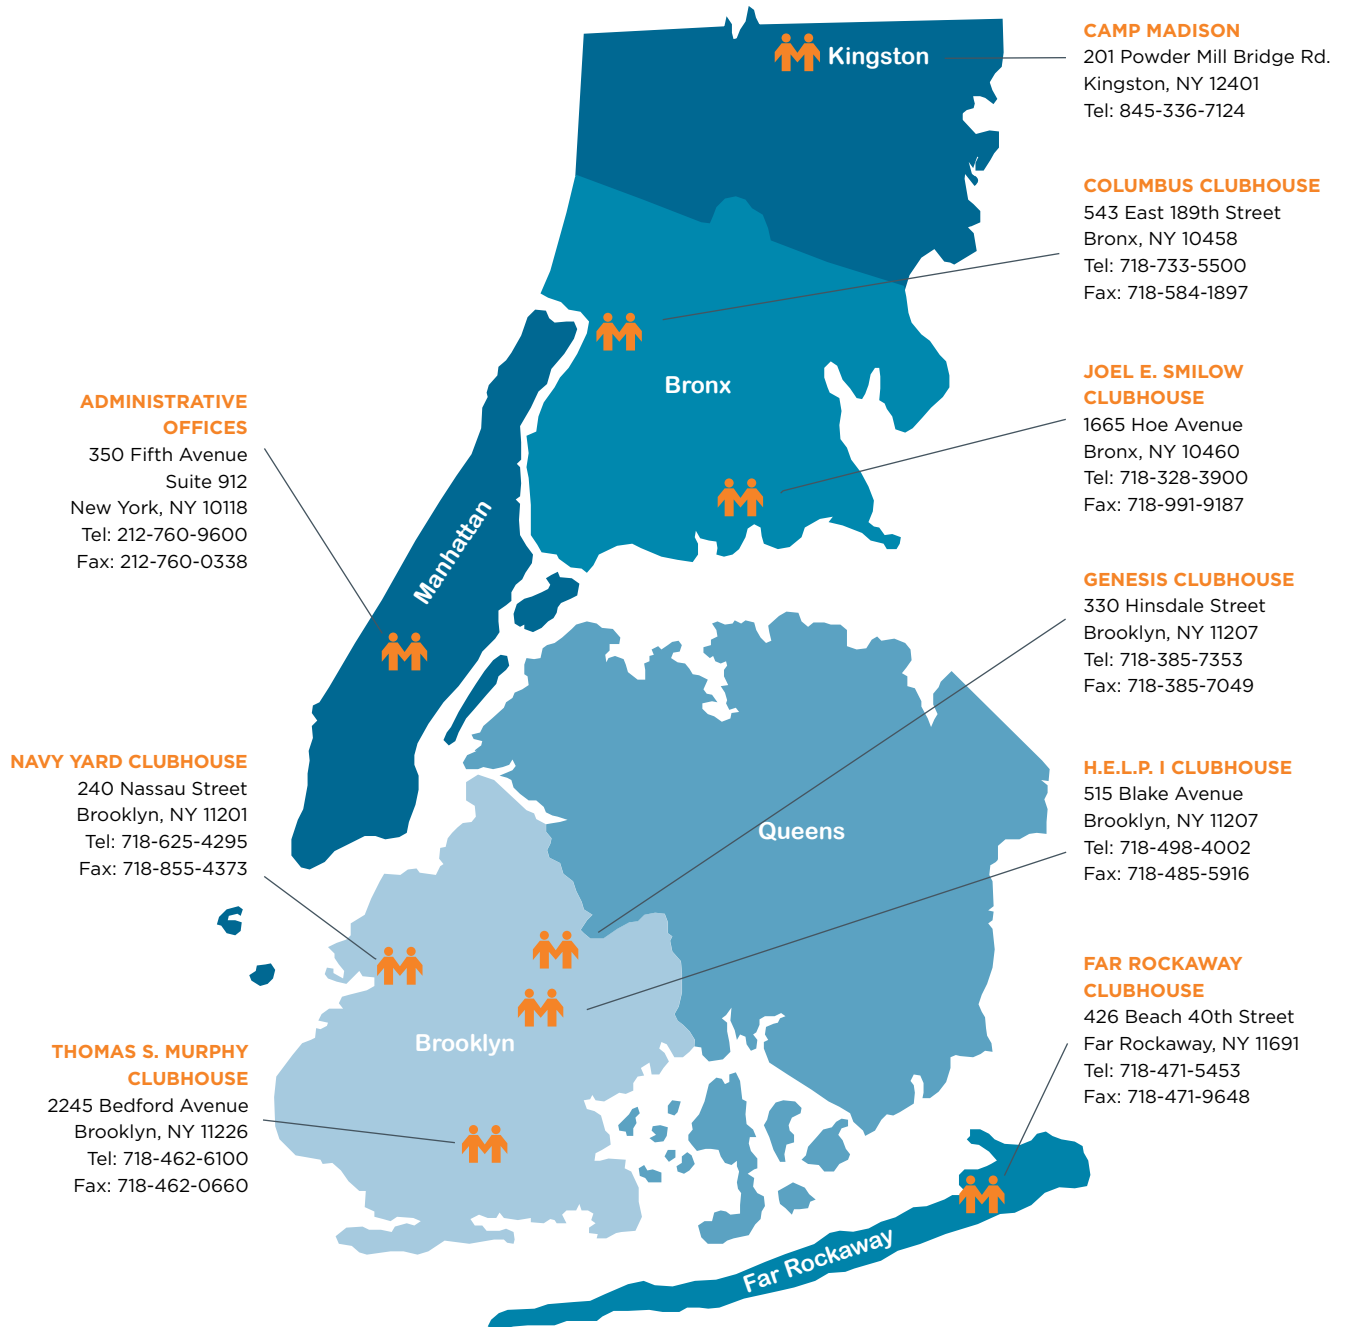 CAMP MADISON
201 Powder Mill Bridge Rd.
Kingston, NY 12401
Tel: 845-336-7124
Kingston
COLUMBUS CLUBHOUSE
543 East 189th Street
Bronx, NY 10458
Tel: 718-733-5500
Fax: 718-584-1897
JOEL E. SMILOW
CLUBHOUSE
1665 Hoe Avenue
Bronx, NY 10460
Tel: 718-328-3900
Fax: 718-991-9187
Bronx
ADMINISTRATIVE
OFFICES
350 Fifth Avenue
Suite 912
New York, NY 10118
Tel: 212-760-9600
Fax: 212-760-0338
Manhattan
GENESIS CLUBHOUSE
330 Hinsdale Street
Brooklyn, NY 11207
Tel: 718-385-7353
Fax: 718-385-7049
NAVY YARD CLUBHOUSE
240 Nassau Street
Brooklyn, NY 11201
Tel: 718-625-4295
Fax: 718-855-4373
H.E.L.P. I CLUBHOUSE
515 Blake Avenue
Brooklyn, NY 11207
Tel: 718-498-4002
Fax: 718-485-5916
Queens
FAR ROCKAWAY
CLUBHOUSE
426 Beach 40th Street
Far Rockaway, NY 11691
Tel: 718-471-5453
Fax: 718-471-9648
Brooklyn
THOMAS S. MURPHY
CLUBHOUSE
2245 Bedford Avenue
Brooklyn, NY 11226
Tel: 718-462-6100
Fax: 718-462-0660
Far Rockaway